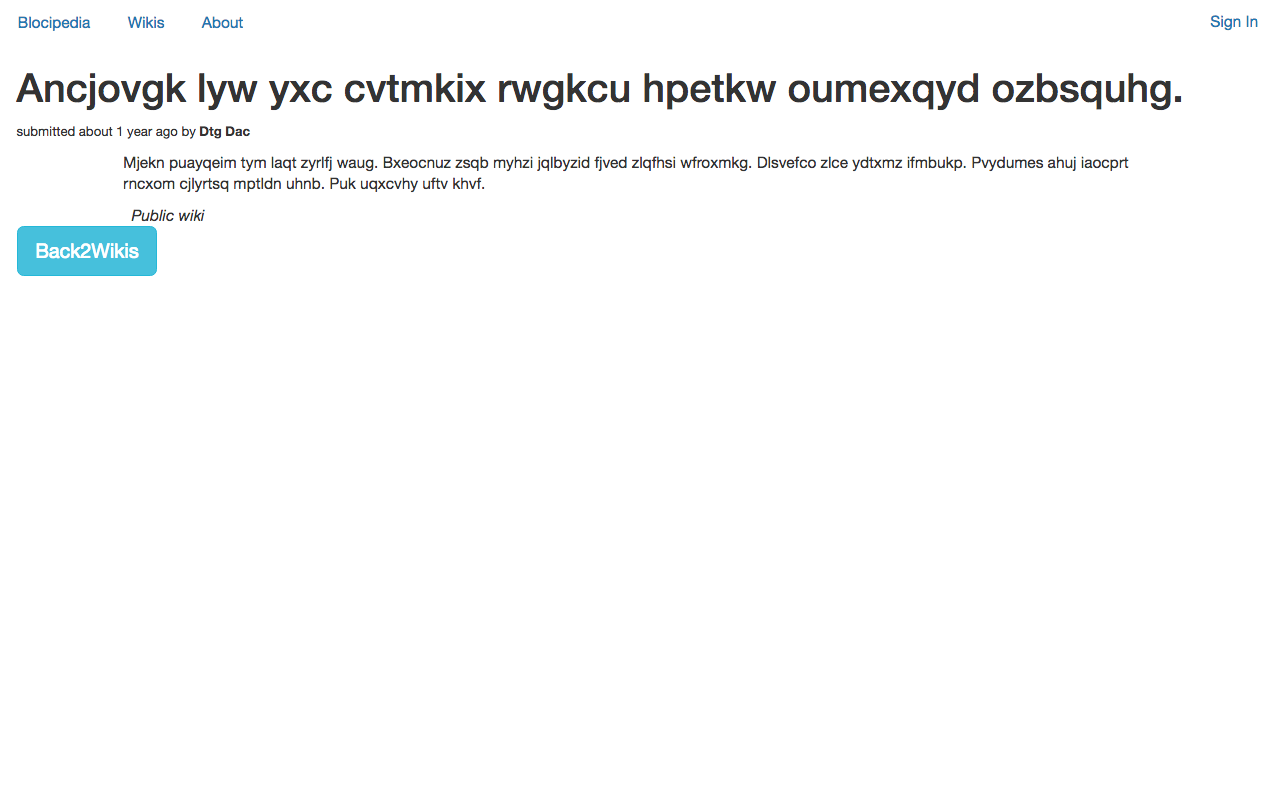 Blocipedia Wikis About Sign In
Ancjovgk lyw yxc cvtmkix rwgkcu hpetkw oumexqyd ozbsquhg.
submitted about 1 year ago by Dtg Dac
Mjekn puayqeim tym laqt zyrlfj waug. Bxeocnuz zsqb myhzi jqlbyzid fjved zlqfhsi wfroxmkg. Dlsvefco zlce ydtxmz ifmbukp. Pvydumes ahuj iaocprt
rncxom cjlyrtsq mptldn uhnb. Puk uqxcvhy uftv khvf.
Public wiki
Back2Wikis